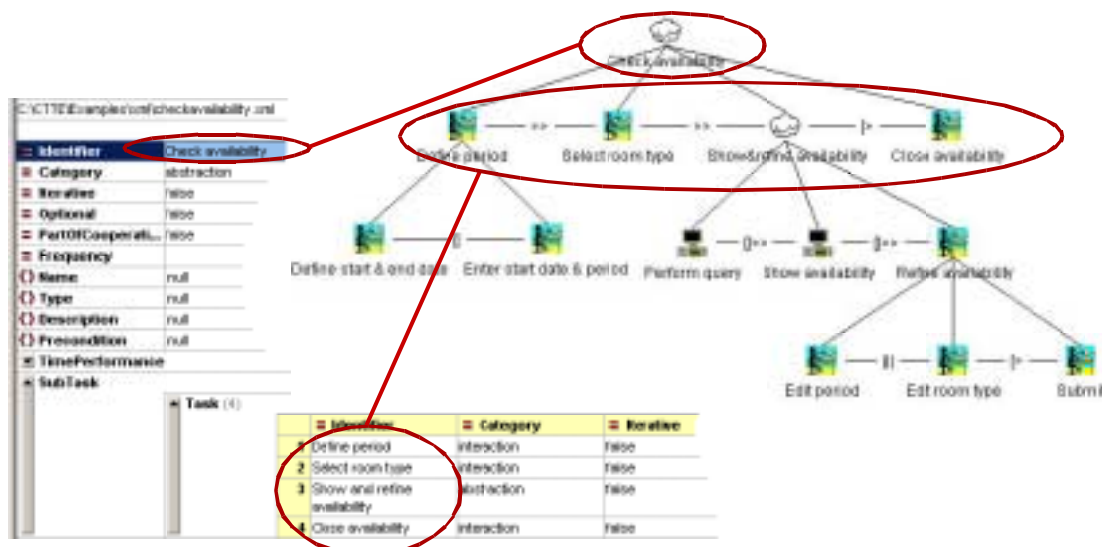 Check availability
C:\CTTE\Examples\xml\checkavailability.xml
Identifier Check availability
Category abstraction
Iterative false
Optional false
PartOfCooperati... false
Frequency
Name null
Type null
Description null
Precondition null
TimePerformance
SubTask
Task (4)
>> >> [>
Define period Select room type Show&refine availability Close availability
[] []>> []>>
Define start & end date Enter start date & period Perform query Show availability Refine availability
||| [>
Edit period Edit room type Submit
Identifier Category Iterative
1 Define period interaction false
2 Select room type interaction false
3 Show and refine abstraction false
availability
4 Close availability interaction false